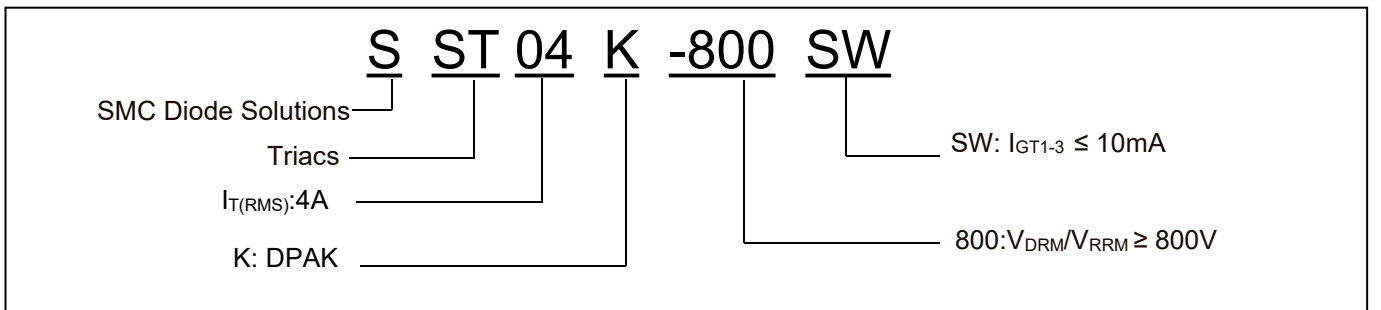 S ST 04 K -800 SW
SMC Diode Solutions
Triacs
IT(RMS):4A
K: DPAK
SW: IGT1-3 ≤ 10mA
800:VDRM/VRRM ≥ 800V